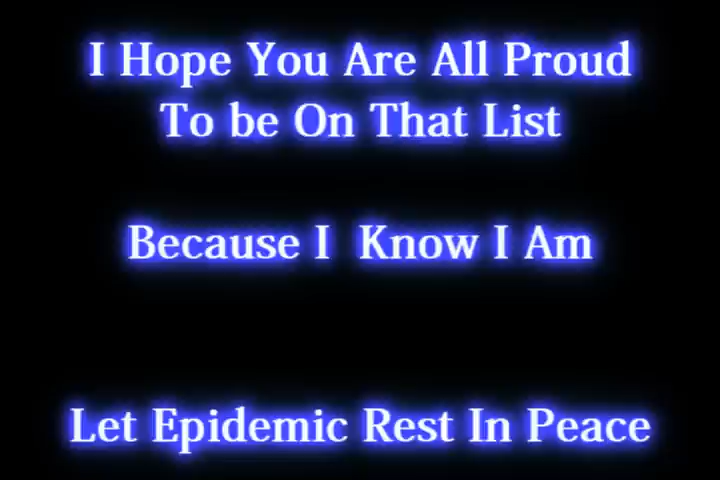 I Hope You Are All Proud
To be On That List
Because I  Know I Am
Let Epidemic Rest In Peace